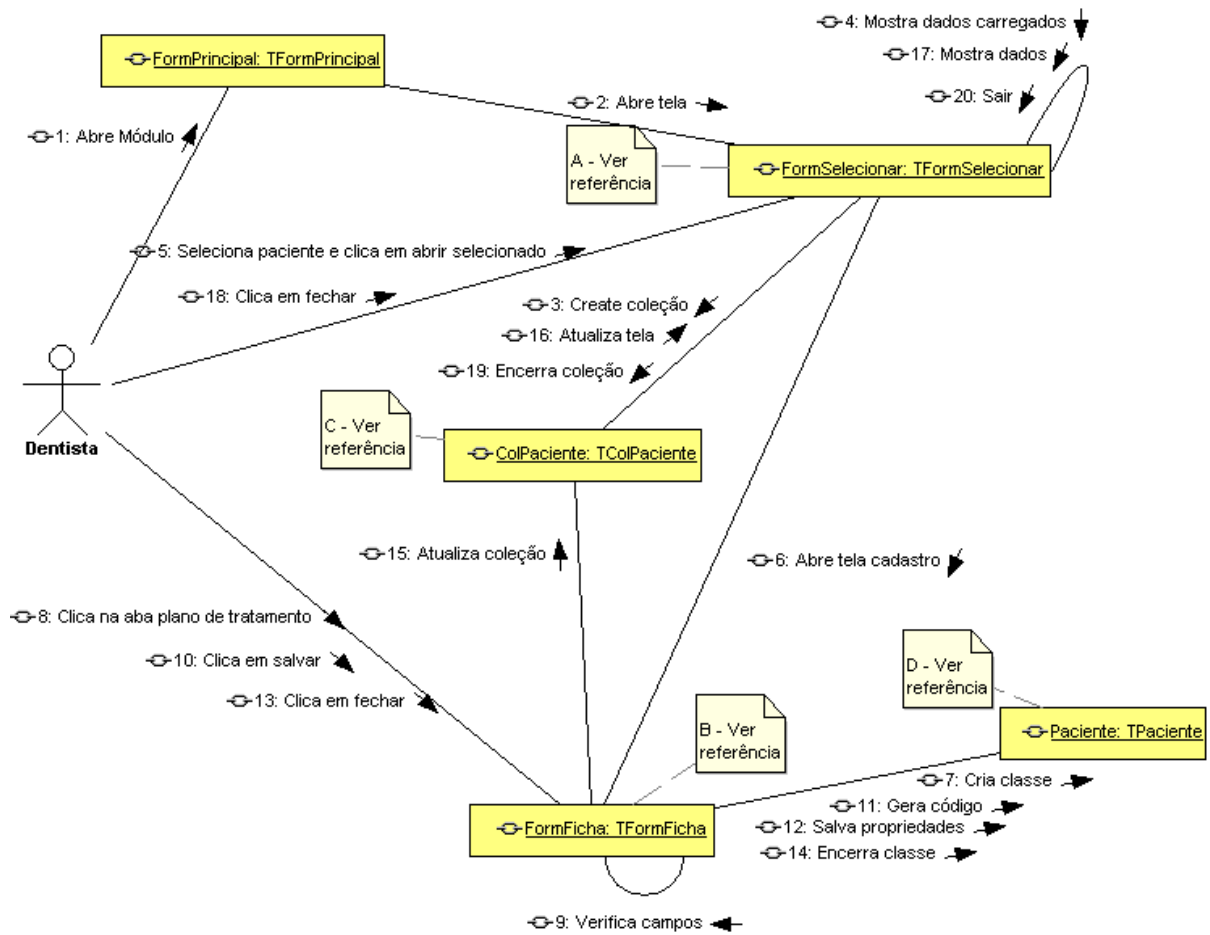 4: Mostra dados carregados
17: Mostra dados
20: Sair
FormPrincipal: TFormPrincipal
2: Abre tela
1: Abre Módulo
A - Ver
referência
FormSelecionar: TFormSelecionar
5: Seleciona paciente e clica em abrir selecionado
18: Clica em fechar
3: Create coleção
16: Atualiza tela
19: Encerra coleção
Dentista
C - Ver
referência
ColPaciente: TColPaciente
15: Atualiza coleção
6: Abre tela cadastro
8: Clica na aba plano de tratamento
10: Clica em salvar
13: Clica em fechar
D - Ver
referência
B - Ver
referência
Paciente: TPaciente
7: Cria classe
11: Gera código
12: Salva propriedades
14: Encerra classe
FormFicha: TFormFicha
9: Verifica campos